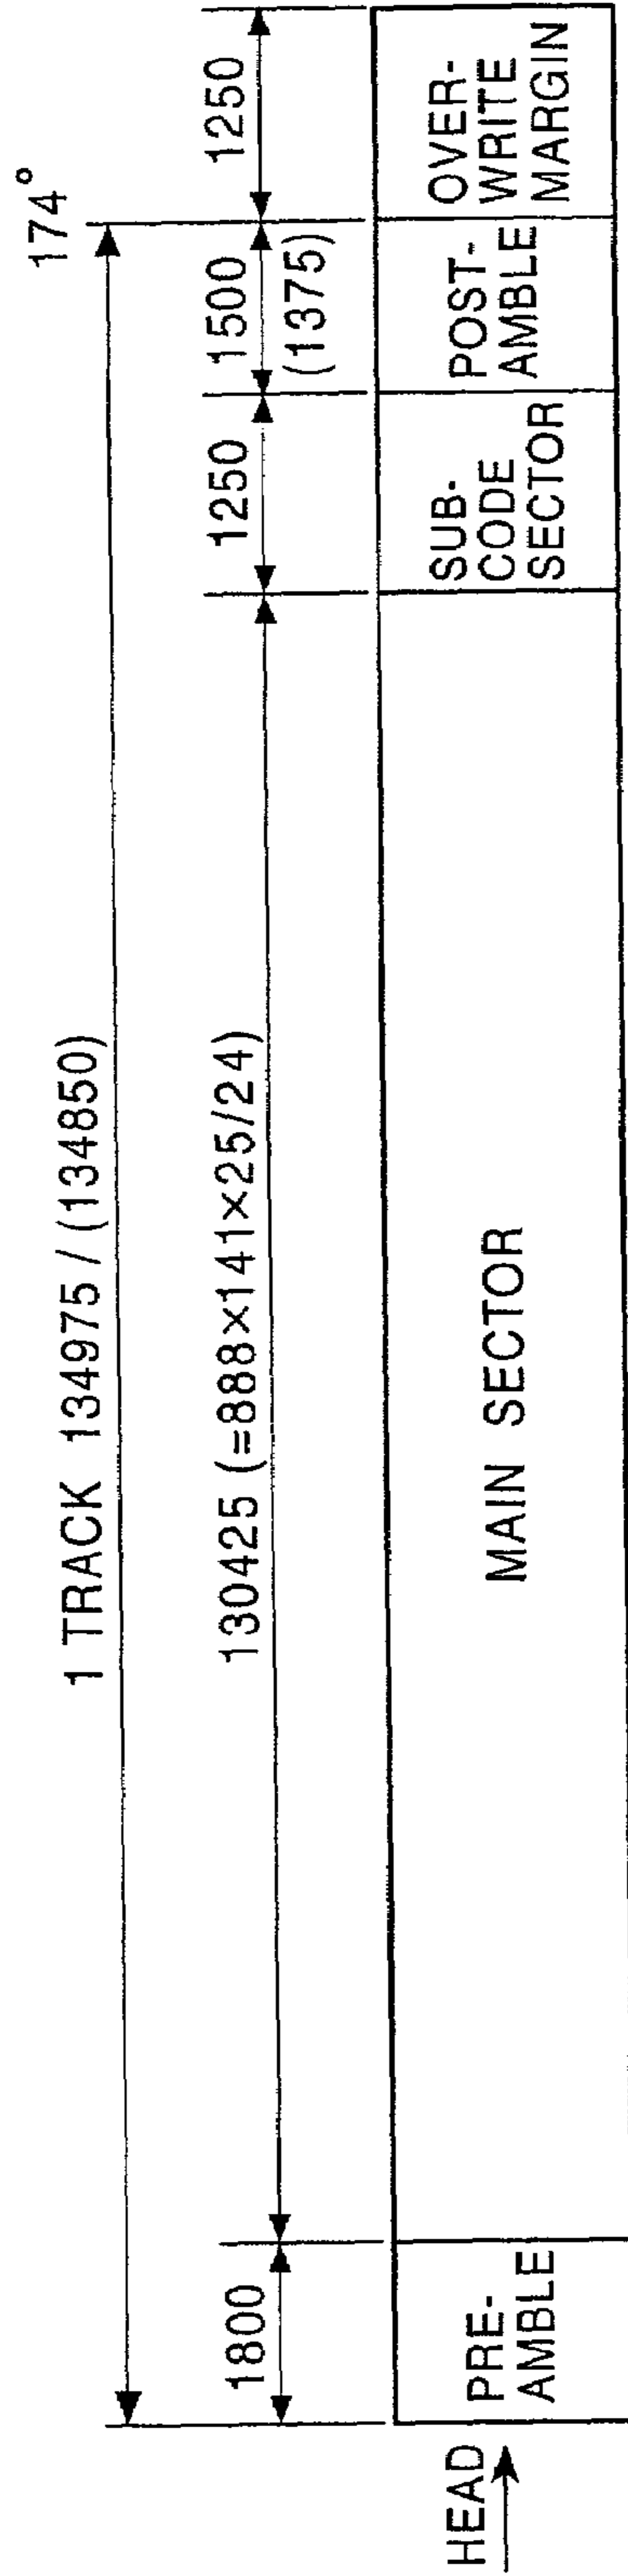 174°
1 TRACK 134975 / (134850)
1800
130425 (=888×141×25/24)
1250
1500
(1375)
1250
HEAD
PRE-
AMBLE
MAIN SECTOR
SUB-
CODE
SECTOR
POST-
AMBLE
OVER-
WRITE
MARGIN